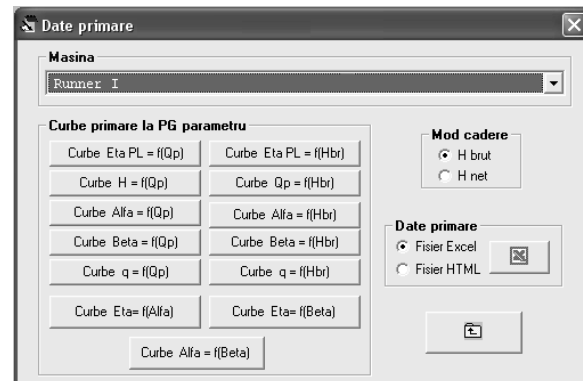 Date primare
Masina
Runner I
Curbe primare la PG parametru
Curbe Eta PL = f(Qp)
Curbe Eta PL = f(Hbr)
Curbe H = f(Qp)
Curbe Qp = f(Hbr)
Curbe Alfa = f(Qp)
Curbe Alfa = f(Hbr)
Curbe Beta = f(Qp)
Curbe Beta = f(Hbr)
Curbe q = f(Qp)
Curbe q = f(Hbr)
Curbe Eta= f(Alfa)
Curbe Eta= f(Beta)
Curbe Alfa = f(Beta)
Mod cadere
H brut
H net
Date primare
Fisier Excel
Fisier HTML